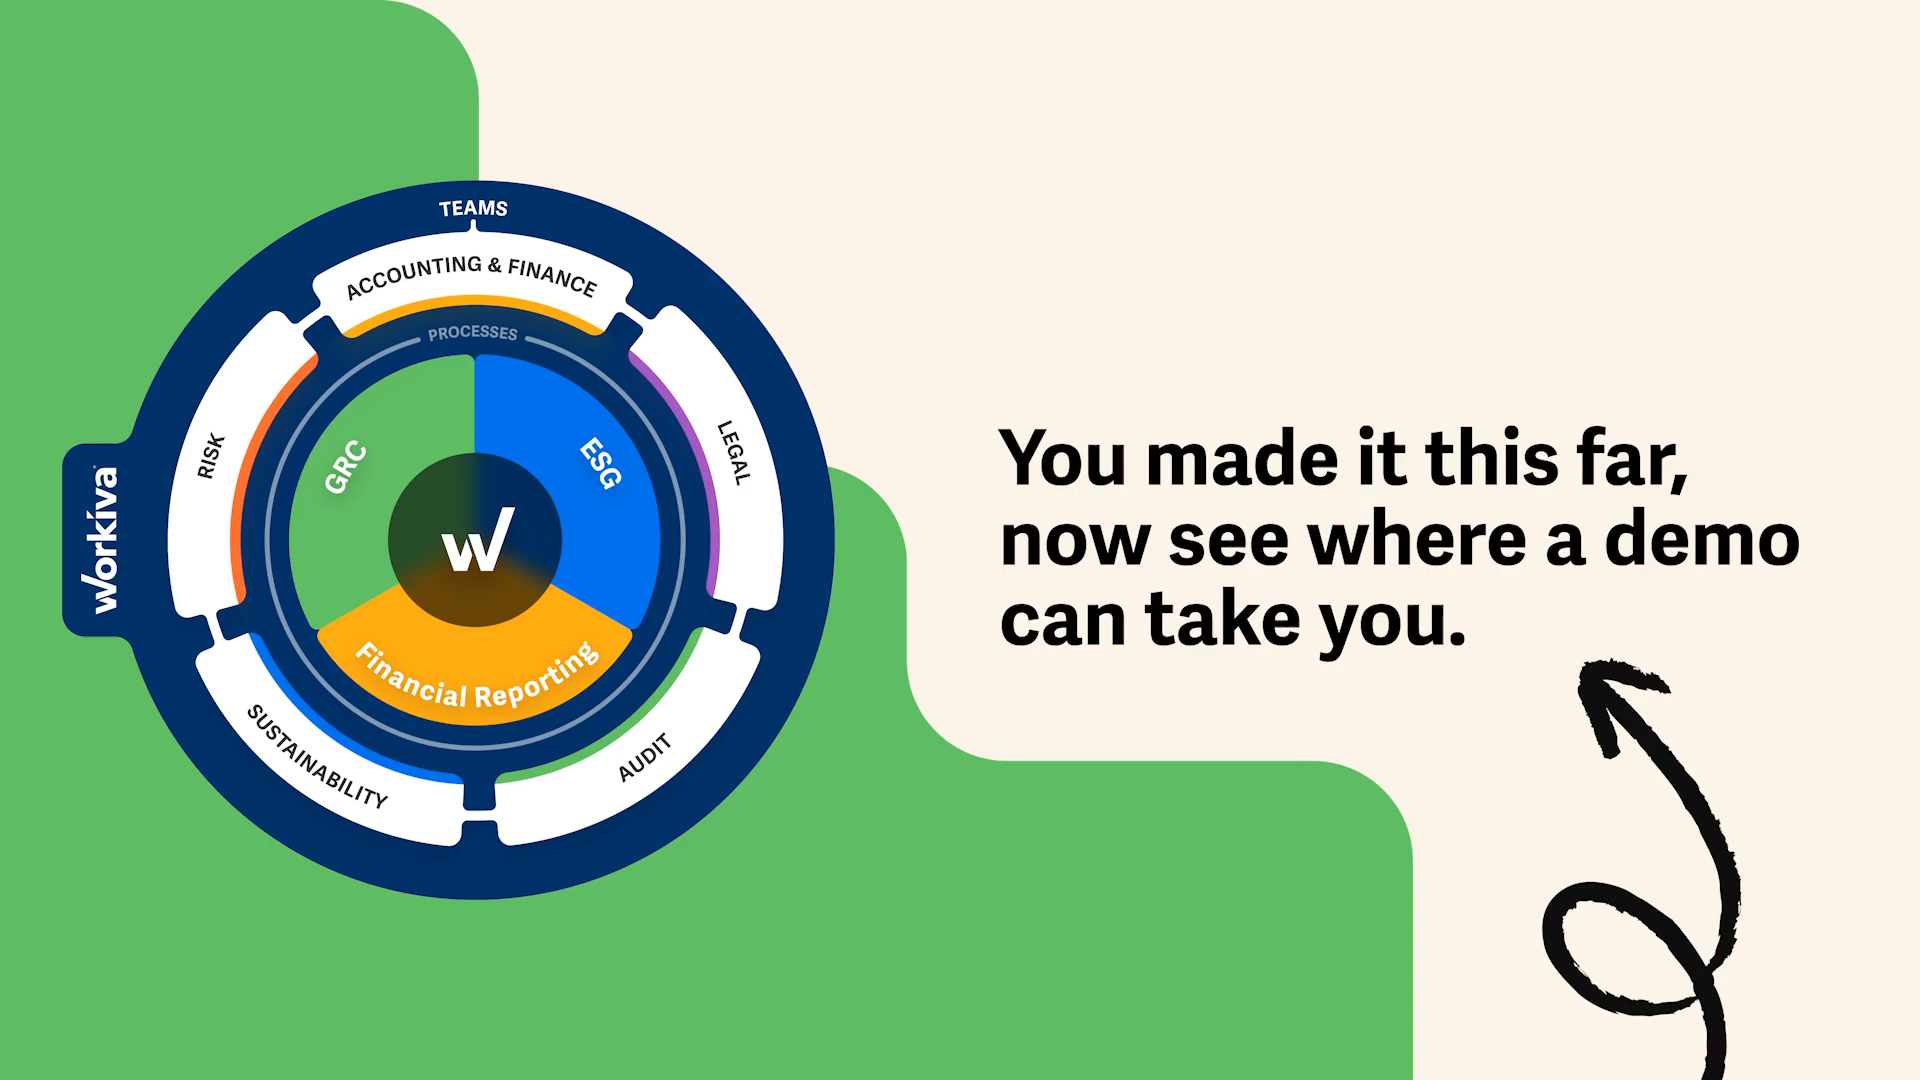 TEAMS
ACCOUNTING & FINANCE
PROCESSES
RISK
LEGAL
GRC
ESG
W
workiva
Financial Reporting
SUSTAINABILITY
AUDIT
You made it this far,
now see where a demo
can take you.